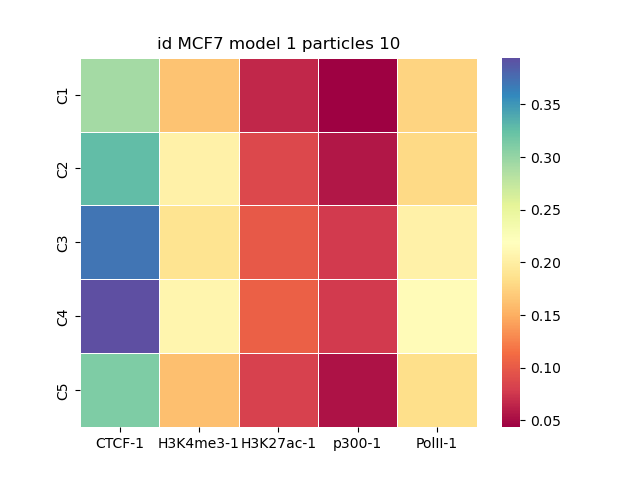 id MCF7 model 1 particles 10
C1
C2
C3
C4
C5
CTCF-1 H3K4me3-1 H3K27ac-1 p300-1 PolII-1
0.35
0.30
0.25
0.20
0.15
0.10
0.05